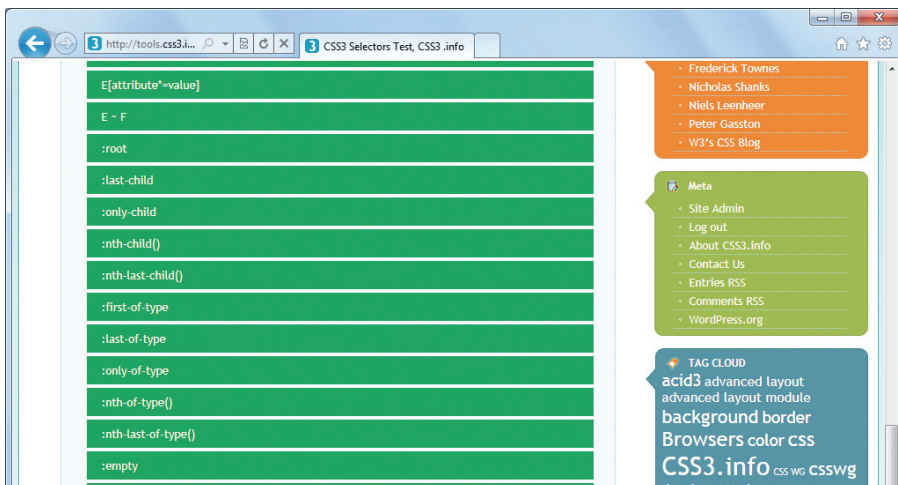 http://tools.css3.i...
CSS3 Selectors Test, CSS3 .info
E[attribute*=value]
E ~ F
:root
:last-child
:only-child
:nth-child()
:nth-last-child()
:first-of-type
:last-of-type
:only-of-type
:nth-of-type()
:nth-last-of-type()
:empty
Frederick Townes
Nicholas Shanks
Niels Leenheer
Peter Gasston
W3's CSS Blog
Meta
Site Admin
Log out
About CSS3.info
Contact Us
Entries RSS
Comments RSS
WordPress.org
TAG CLOUD
acid3 advanced layout
advanced layout module
background border
Browsers color css
CSS3.info css wg csswg